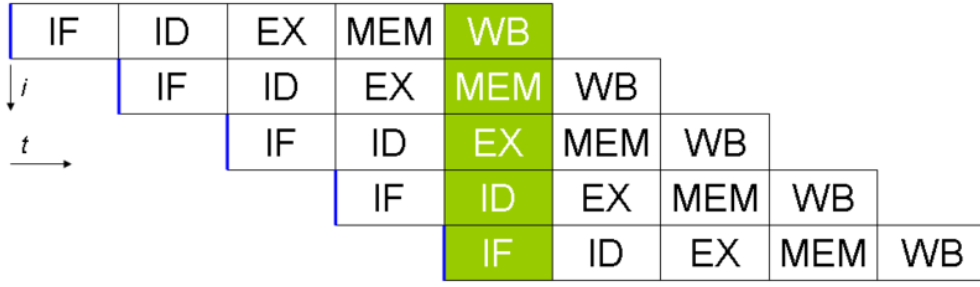 IF ID EX MEM WB
i IF ID EX MEM WB
t IF ID EX MEM WB
IF ID EX MEM WB
IF ID EX MEM WB